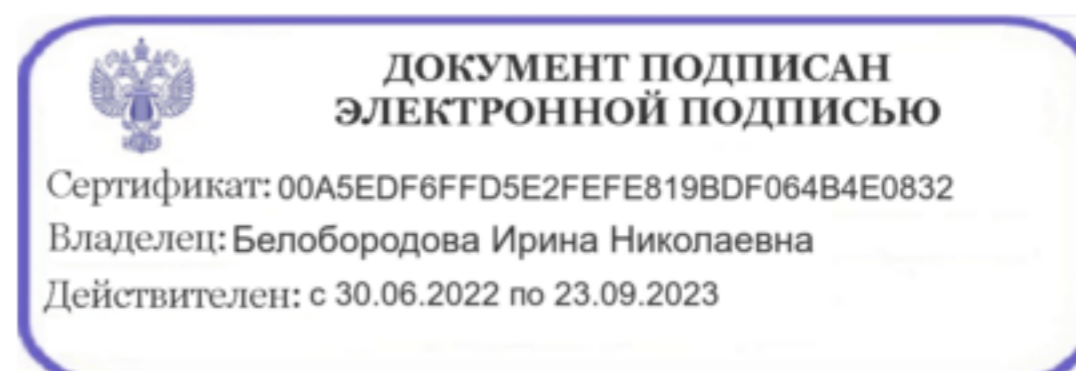 ДОКУМЕНТ ПОДПИСАН
ЭЛЕКТРОННОЙ ПОДПИСЬЮ
Сертификат: 00A5EDF6FFD5E2FEFE819BDF064B4E0832
Владелец: Белобородова Ирина Николаевна
Действителен: с 30.06.2022 по 23.09.2023